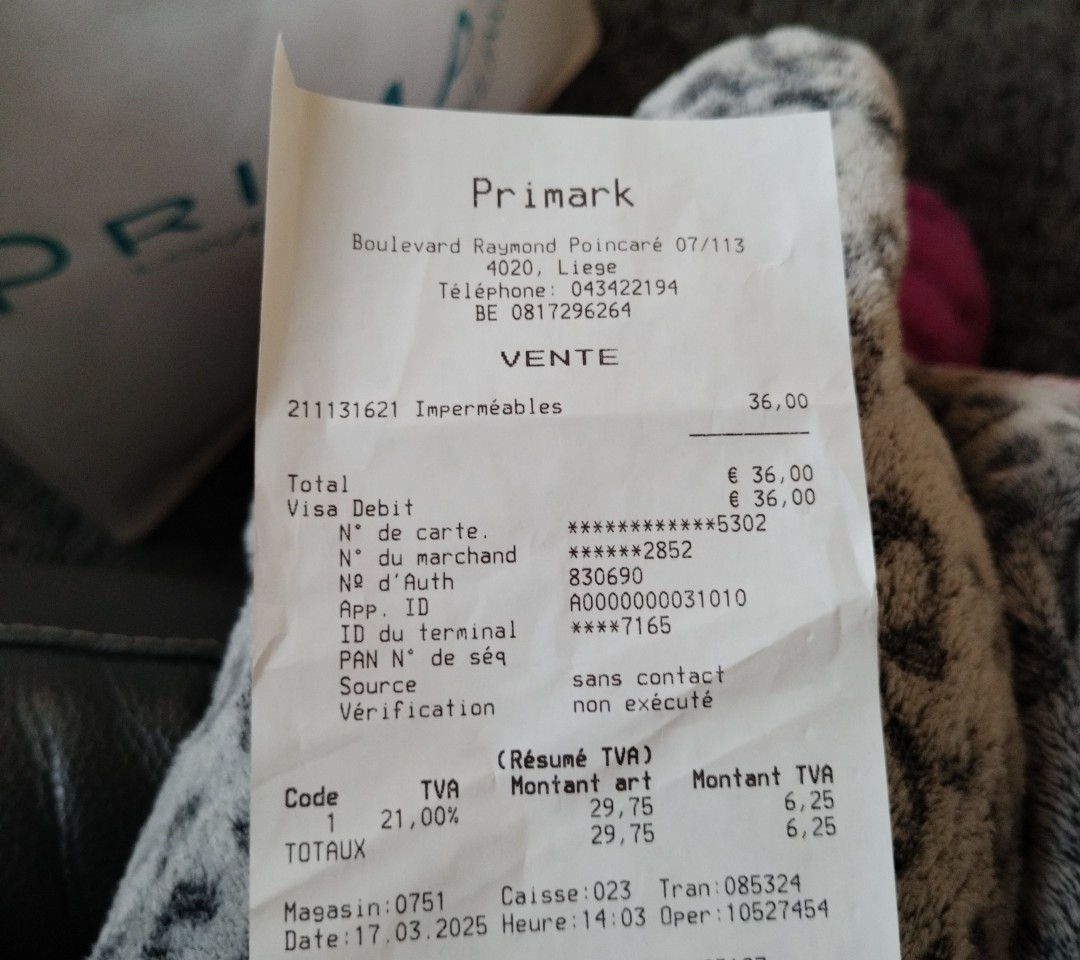 PRI
Primark
Boulevard Raymond Poincaré 07/113
4020, Liege
Téléphone: 043422194
BE 0817296264
VENTE
211131621 Imperméables 36,00
Total € 36,00
Visa Debit € 36,00
N° de carte. ************5302
N° du marchand ******2852
Nº d'Auth 830690
App. ID A0000000031010
ID du terminal ****7165
PAN N° de séq
Source sans contact
Vérification non exécuté
(Résumé TVA)
Code TVA Montant art Montant TVA
1 21,00% 29,75 6,25
TOTAUX 29,75 6,25
Magasin:0751 Caisse:023 Tran:085324
Date:17.03.2025 Heure:14:03 Oper:10527454